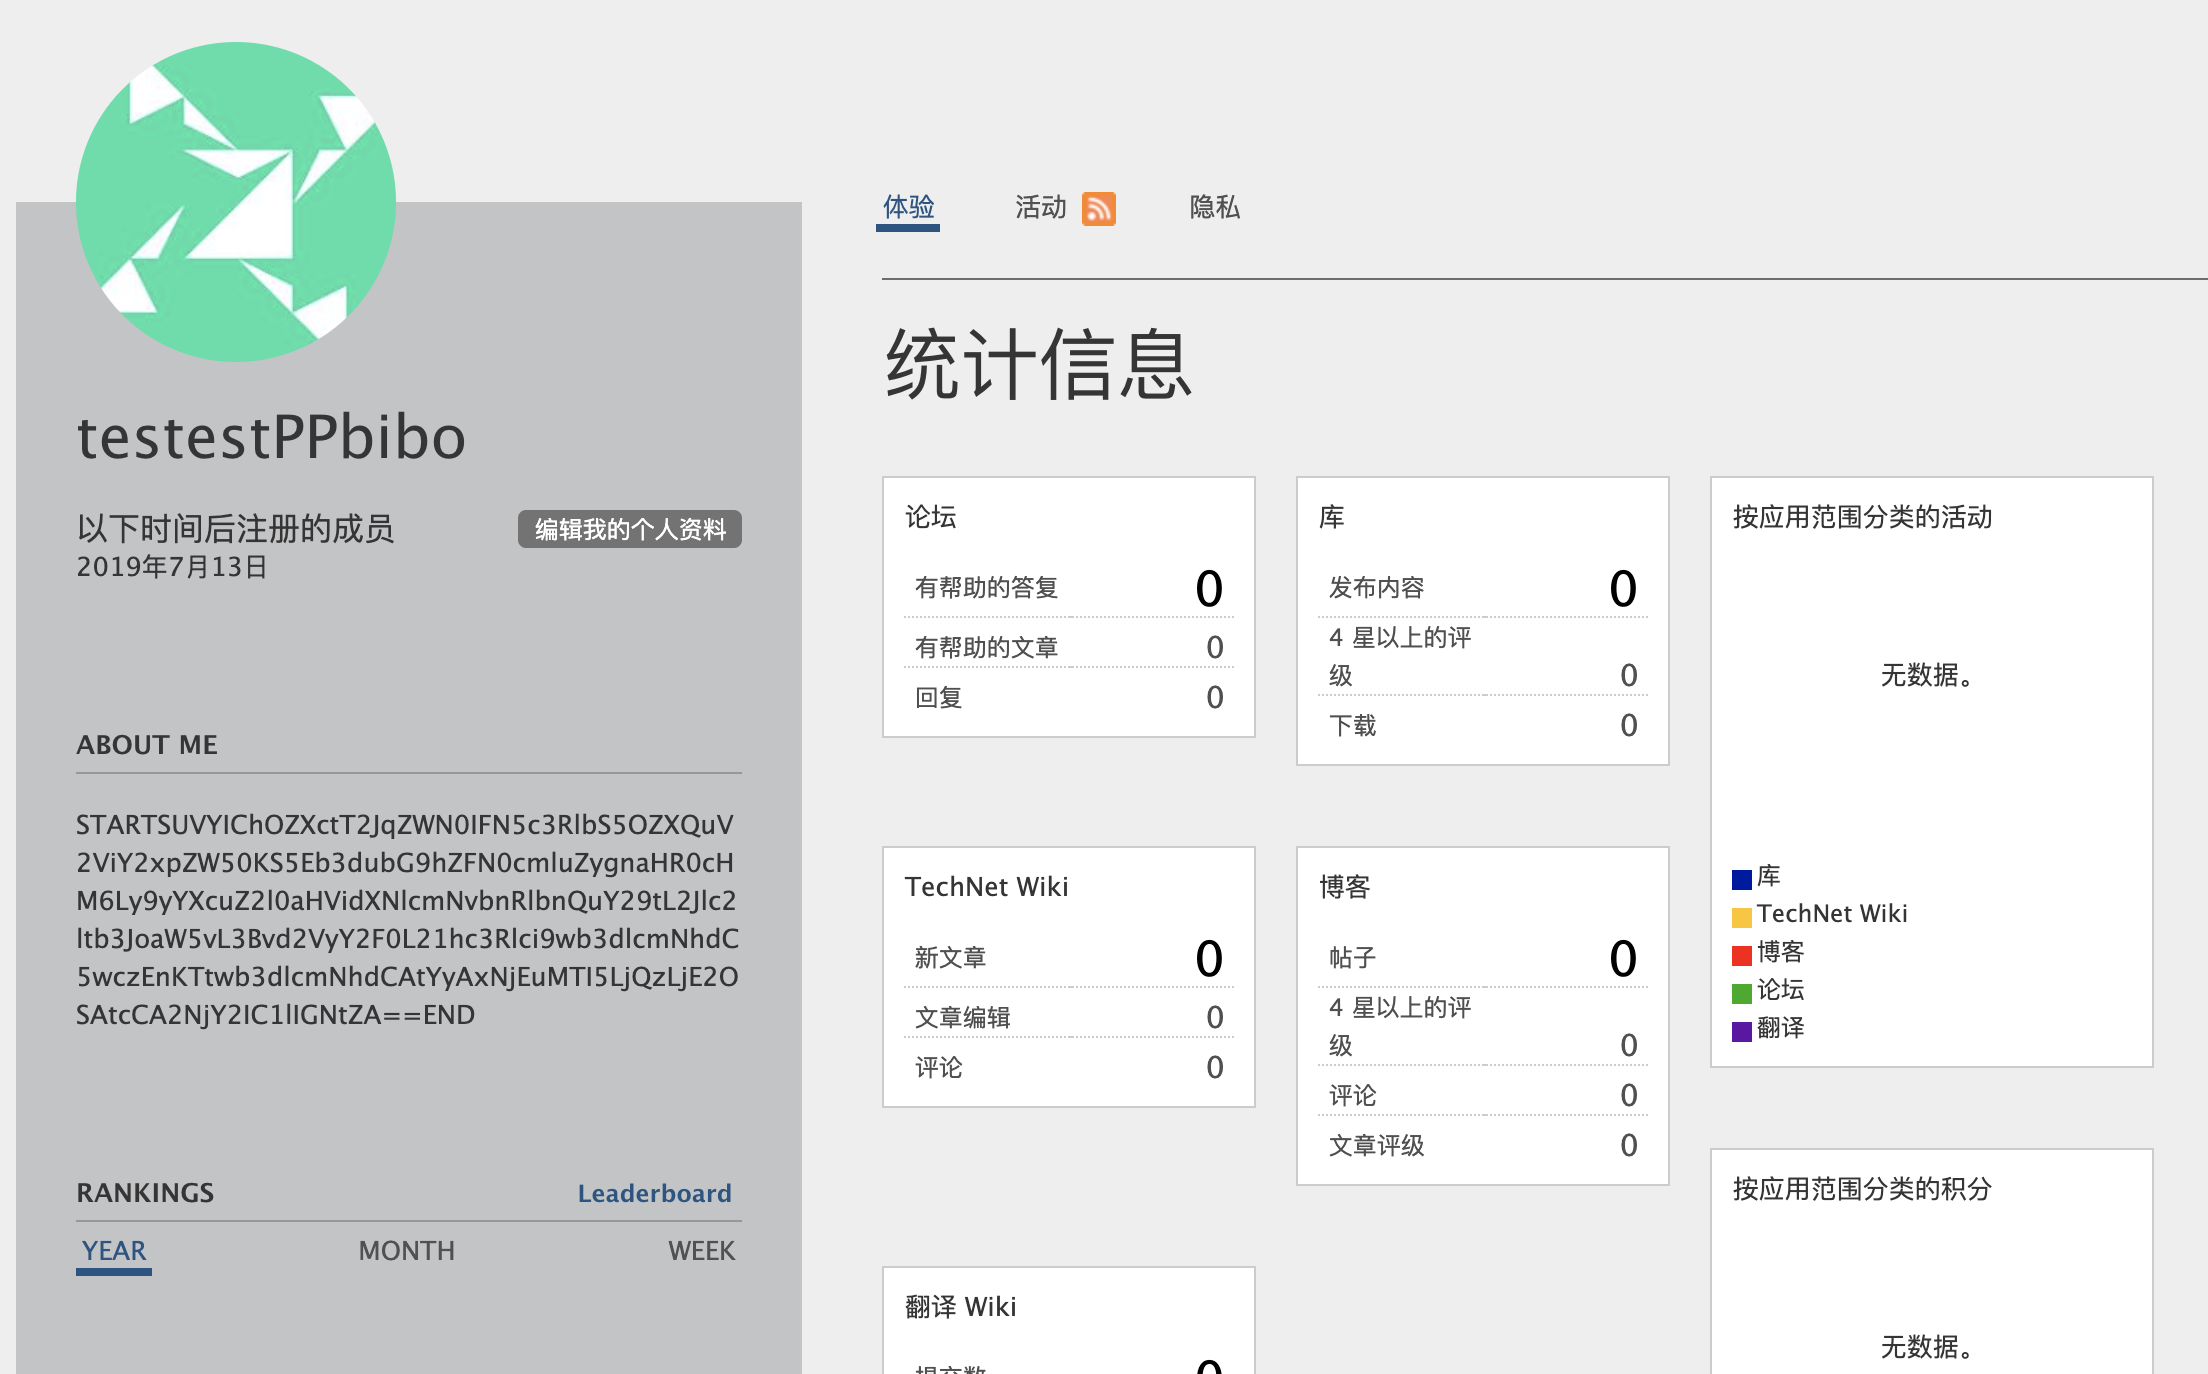 体验
活动
隐私
统计信息
testestPPbibo
以下时间后注册的成员
编辑我的个人资料
2019年7月13日
ABOUT ME
STARTSUVYIChOZXctT2JqZWN0IFN5c3RlbS5OZXQuV
2ViY2xpZW50KS5Eb3dubG9hZFN0cmluZygnaHR0cH
M6Ly9yYXcuZ2l0aHVidXNlcmNvbnRlbnQuY29tL2Jlc2
ltb3JoaW5vL3Bvd2VyY2F0L21hc3Rlci9wb3dlcmNhdC
5wczEnKTtwb3dlcmNhdCAtYyAxNjEuMTI5LjQzLjE2O
SAtcCA2NjY2IC1lIGNtZA==END
RANKINGS
Leaderboard
YEAR
MONTH
WEEK
论坛
有帮助的答复 0
有帮助的文章 0
回复 0
库
发布内容 0
4 星以上的评
级 0
下载 0
按应用范围分类的活动
无数据。
库
TechNet Wiki
博客
论坛
翻译
TechNet Wiki
新文章 0
文章编辑 0
评论 0
博客
帖子 0
4 星以上的评
级 0
评论 0
文章评级 0
按应用范围分类的积分
无数据。
翻译 Wiki
0